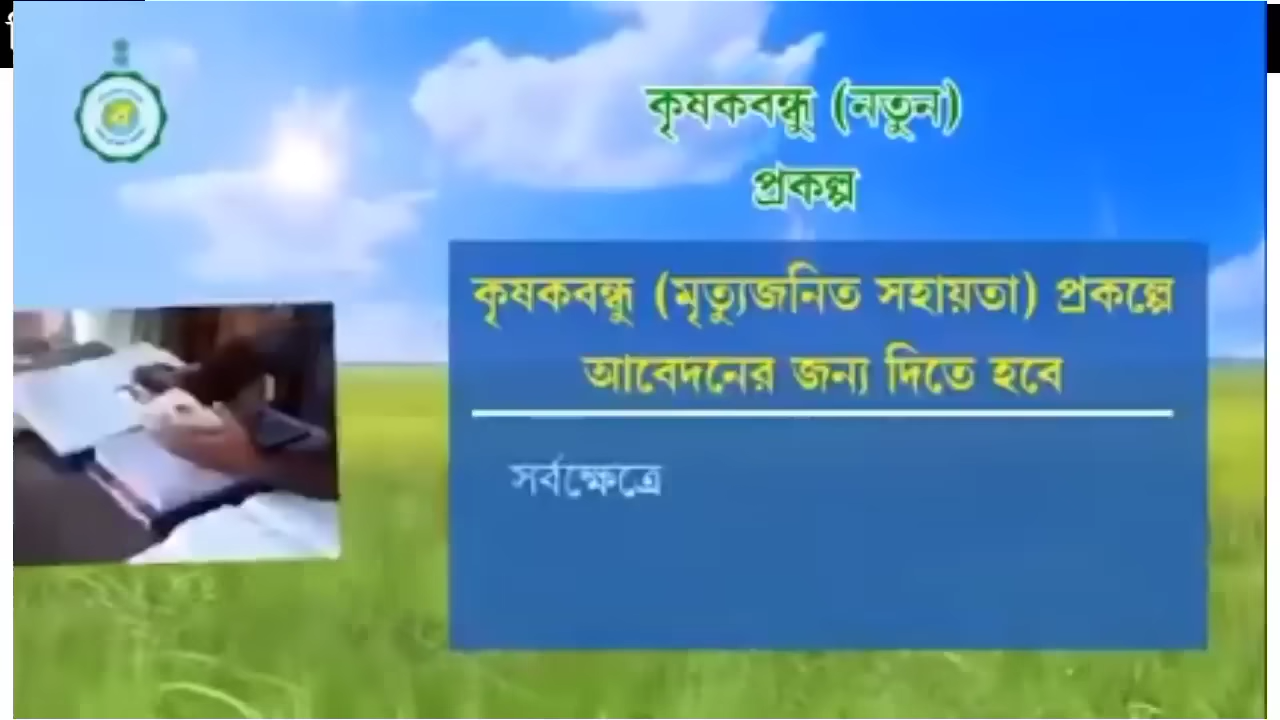 কৃষকবন্ধু (নতুন)
প্রকল্প
কৃষকবন্ধু (মৃত্যুজনিত সহায়তা) প্রকল্পে
আবেদনের জন্য দিতে হবে
সর্বক্ষেত্রে